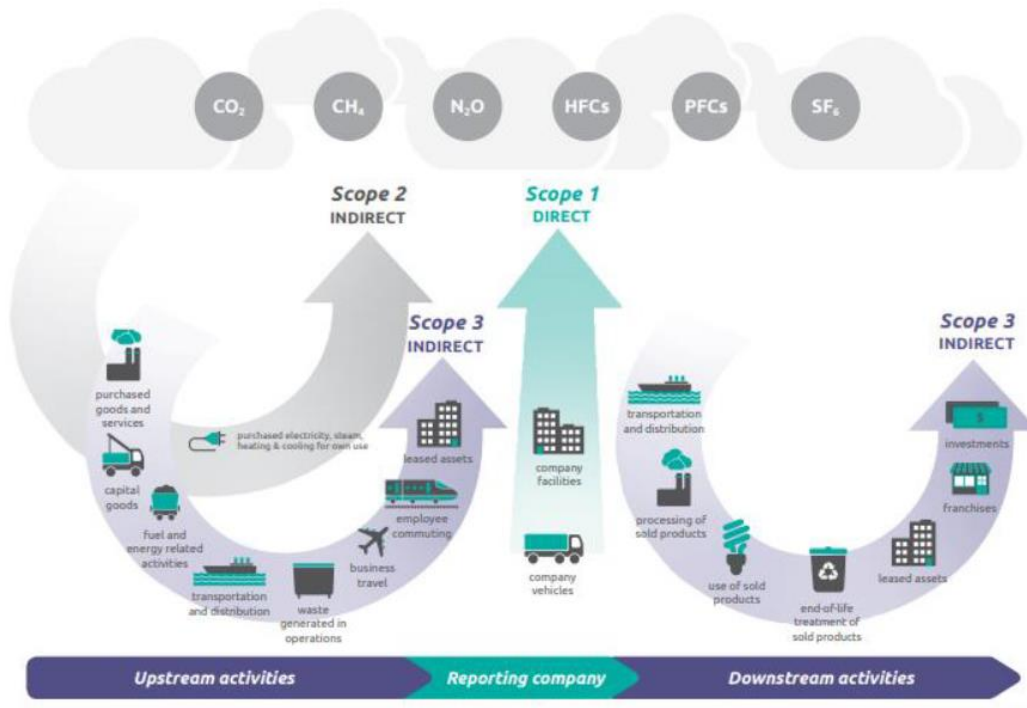 CO₂
CH₄
N₂O
HFCs
PFCs
SF₆
Scope 2
INDIRECT
Scope 1
DIRECT
Scope 3
INDIRECT
Scope 3
INDIRECT
purchased
goods and
services
capital
goods
fuel and
energy related
activities
purchased electricity, steam,
heating & cooling for own use
transportation
and distribution
waste
generated in
operations
business
travel
employee
commuting
leased assets
company
facilities
company
vehicles
transportation
and distribution
processing of
sold products
use of sold
products
end-of-life
treatment of
sold products
leased assets
franchises
$
investments
Upstream activities
Reporting company
Downstream activities